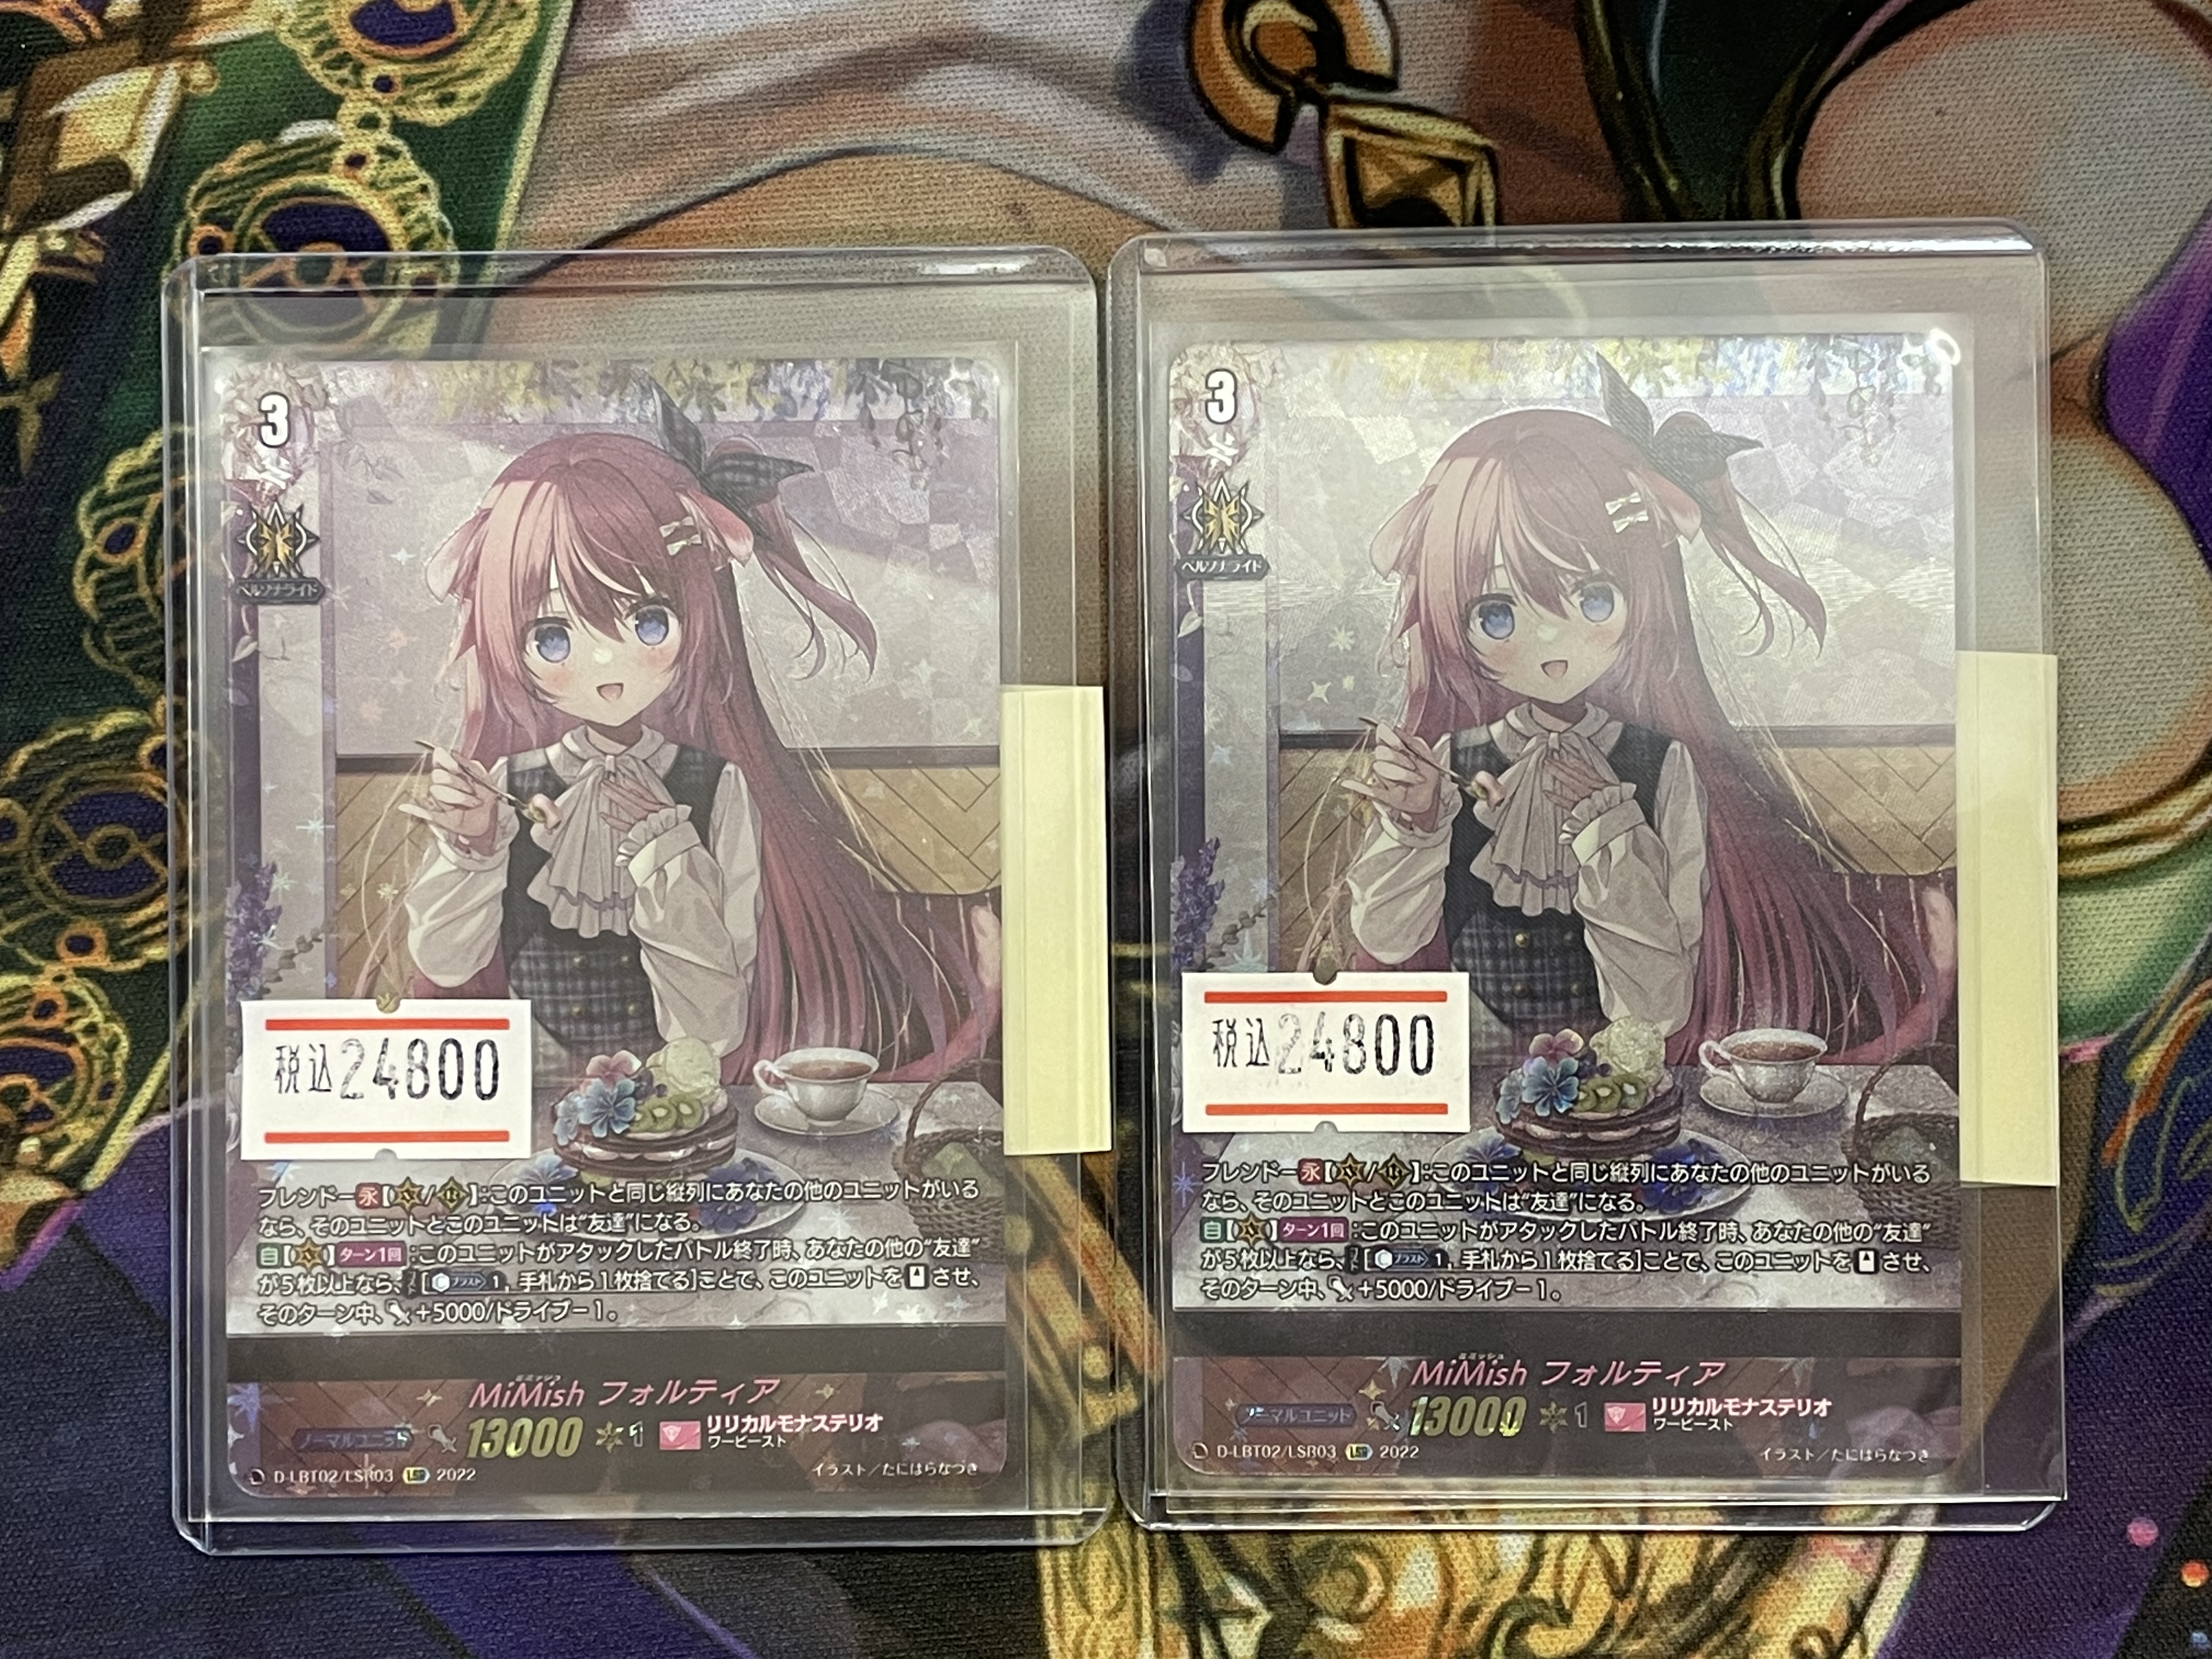 3
ペルソナライド
税込24800
フレンド－永【V/R】:このユニットと同じ縦列にあなたの他のユニットがいる
なら、そのユニットとこのユニットは“友達”になる。
自【V】ターン1回:このユニットがアタックしたバトル終了時、あなたの他の“友達”
が5枚以上なら、コスト[ブラスト1, 手札から1枚捨てる]ことで、このユニットをさせ、
そのターン中、+5000/ドライブ－1。
ミミッシュ
MiMish フォルティア
ノーマルユニット 13000 1 リリカルモナステリオ
ワービースト
D-LBT02/LSR03 LSR 2022 イラスト／たにはらなつき
3
ペルソナライド
税込24800
フレンド－永【V/R】:このユニットと同じ縦列にあなたの他のユニットがいる
なら、そのユニットとこのユニットは“友達”になる。
自【V】ターン1回:このユニットがアタックしたバトル終了時、あなたの他の“友達”
が5枚以上なら、コスト[ブラスト1, 手札から1枚捨てる]ことで、このユニットをさせ、
そのターン中、+5000/ドライブ－1。
ミミッシュ
MiMish フォルティア
ノーマルユニット 13000 1 リリカルモナステリオ
ワービースト
D-LBT02/LSR03 LSR 2022 イラスト／たにはらなつき